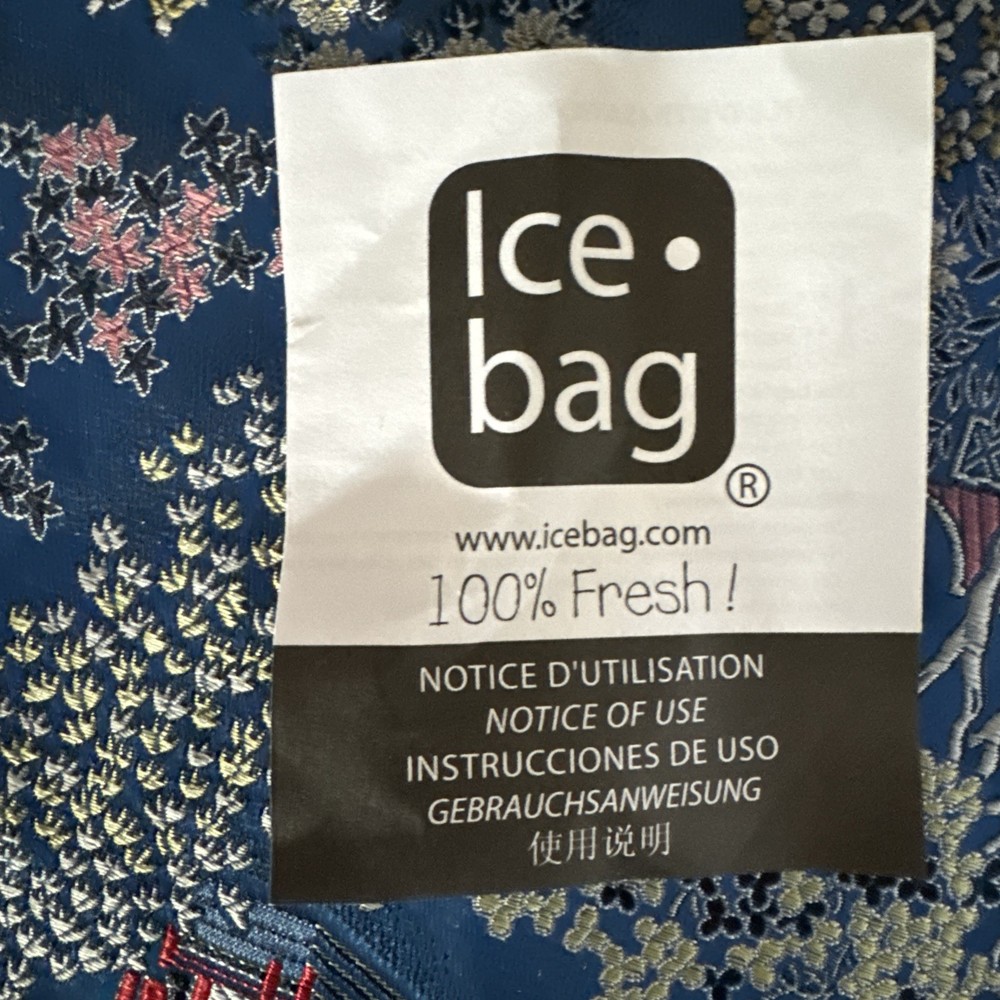 Ice •
bag
®
www.icebag.com
100% Fresh !
NOTICE D'UTILISATION
NOTICE OF USE
INSTRUCCIONES DE USO
GEBRAUCHSANWEISUNG
使用说明